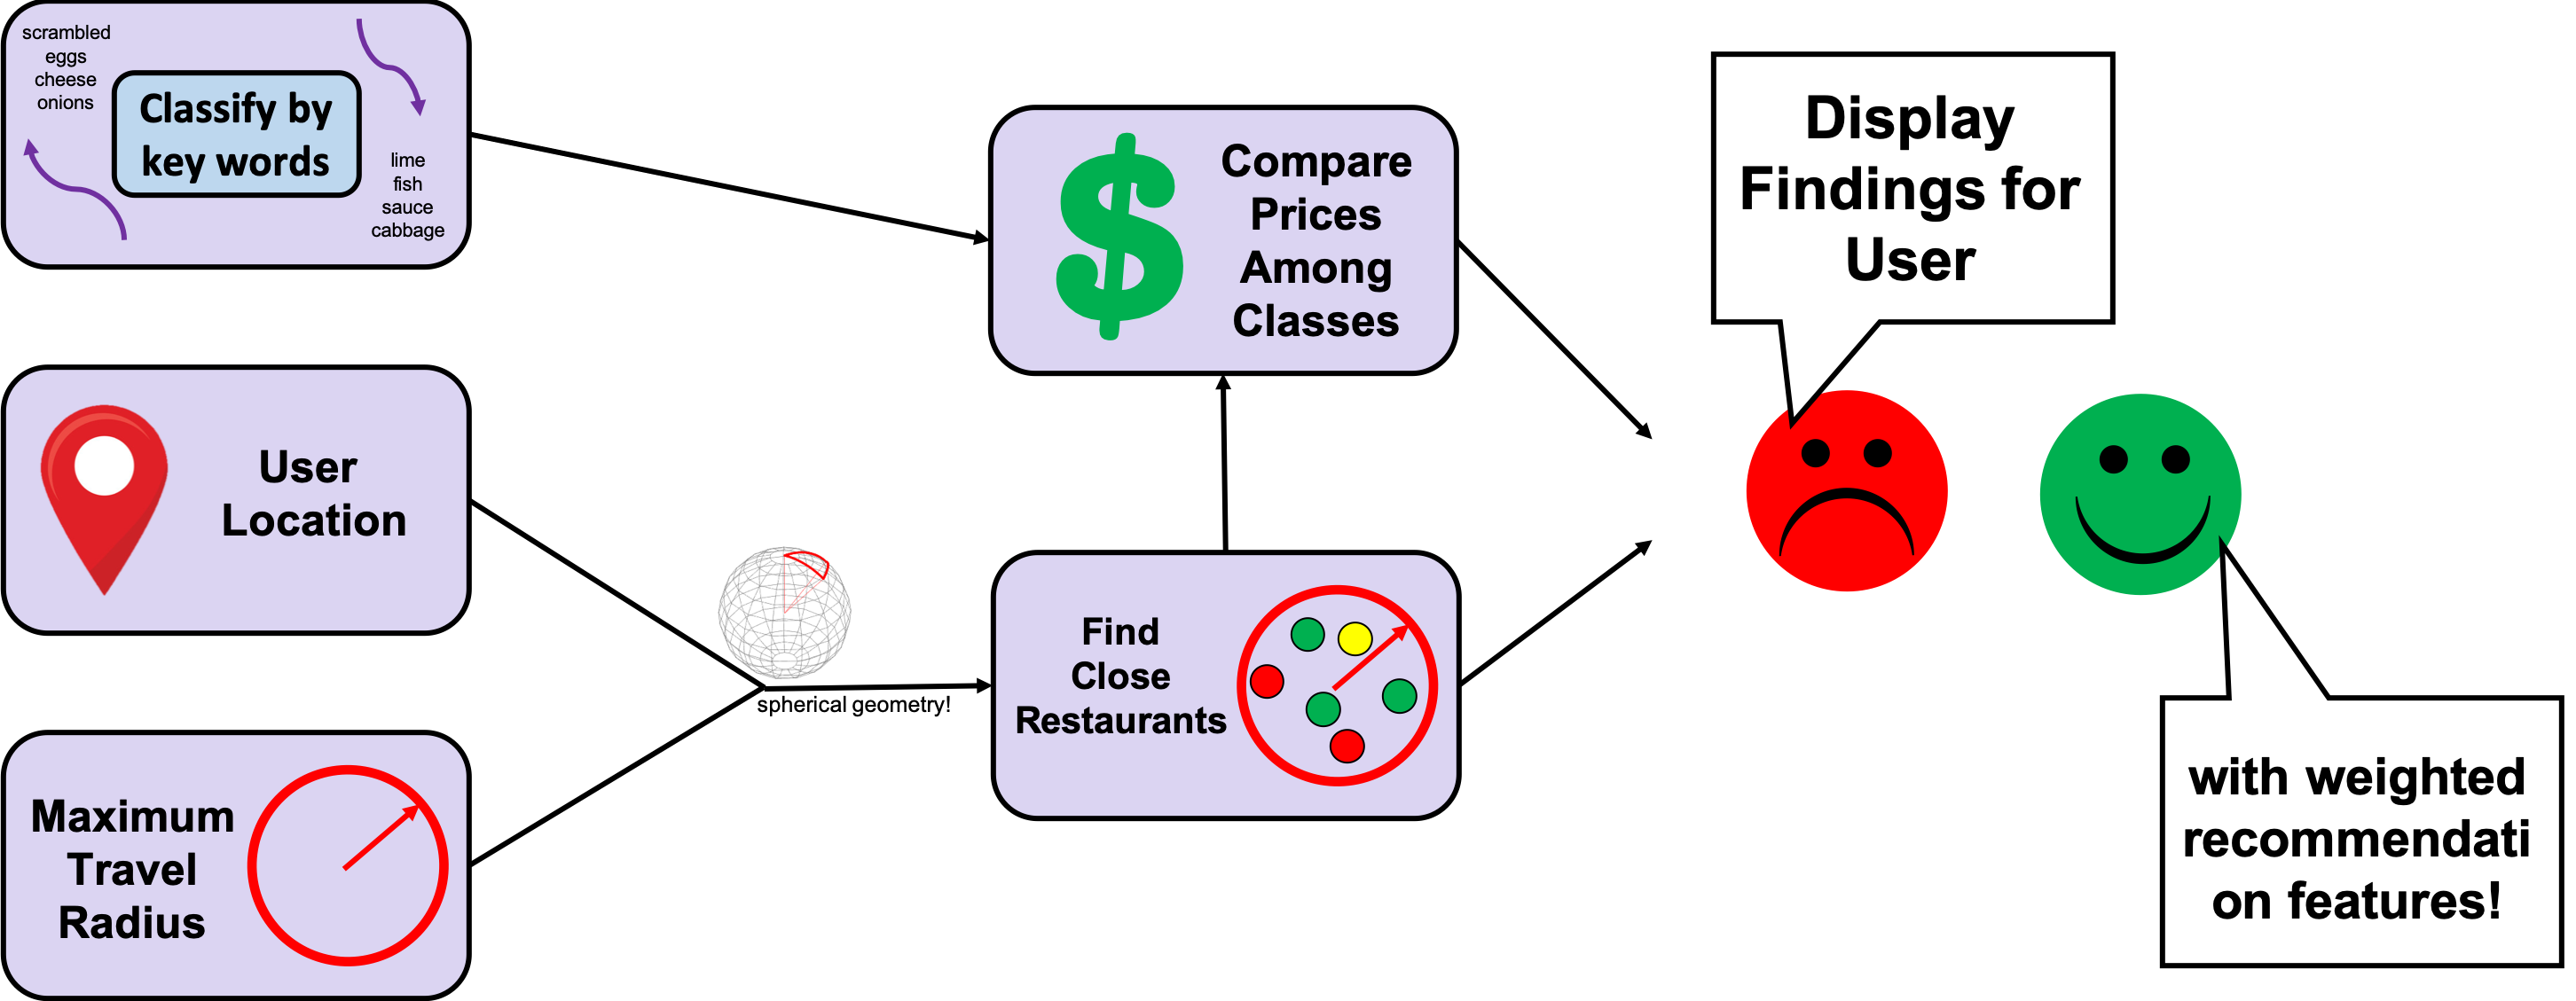 scrambled
eggs
cheese
onions
Classify by
key words
lime
fish
sauce
cabbage
User
Location
Maximum
Travel
Radius
spherical geometry!
Compare
Prices
Among
Classes
Find
Close
Restaurants
Display
Findings for
User
with weighted
recommendati
on features!